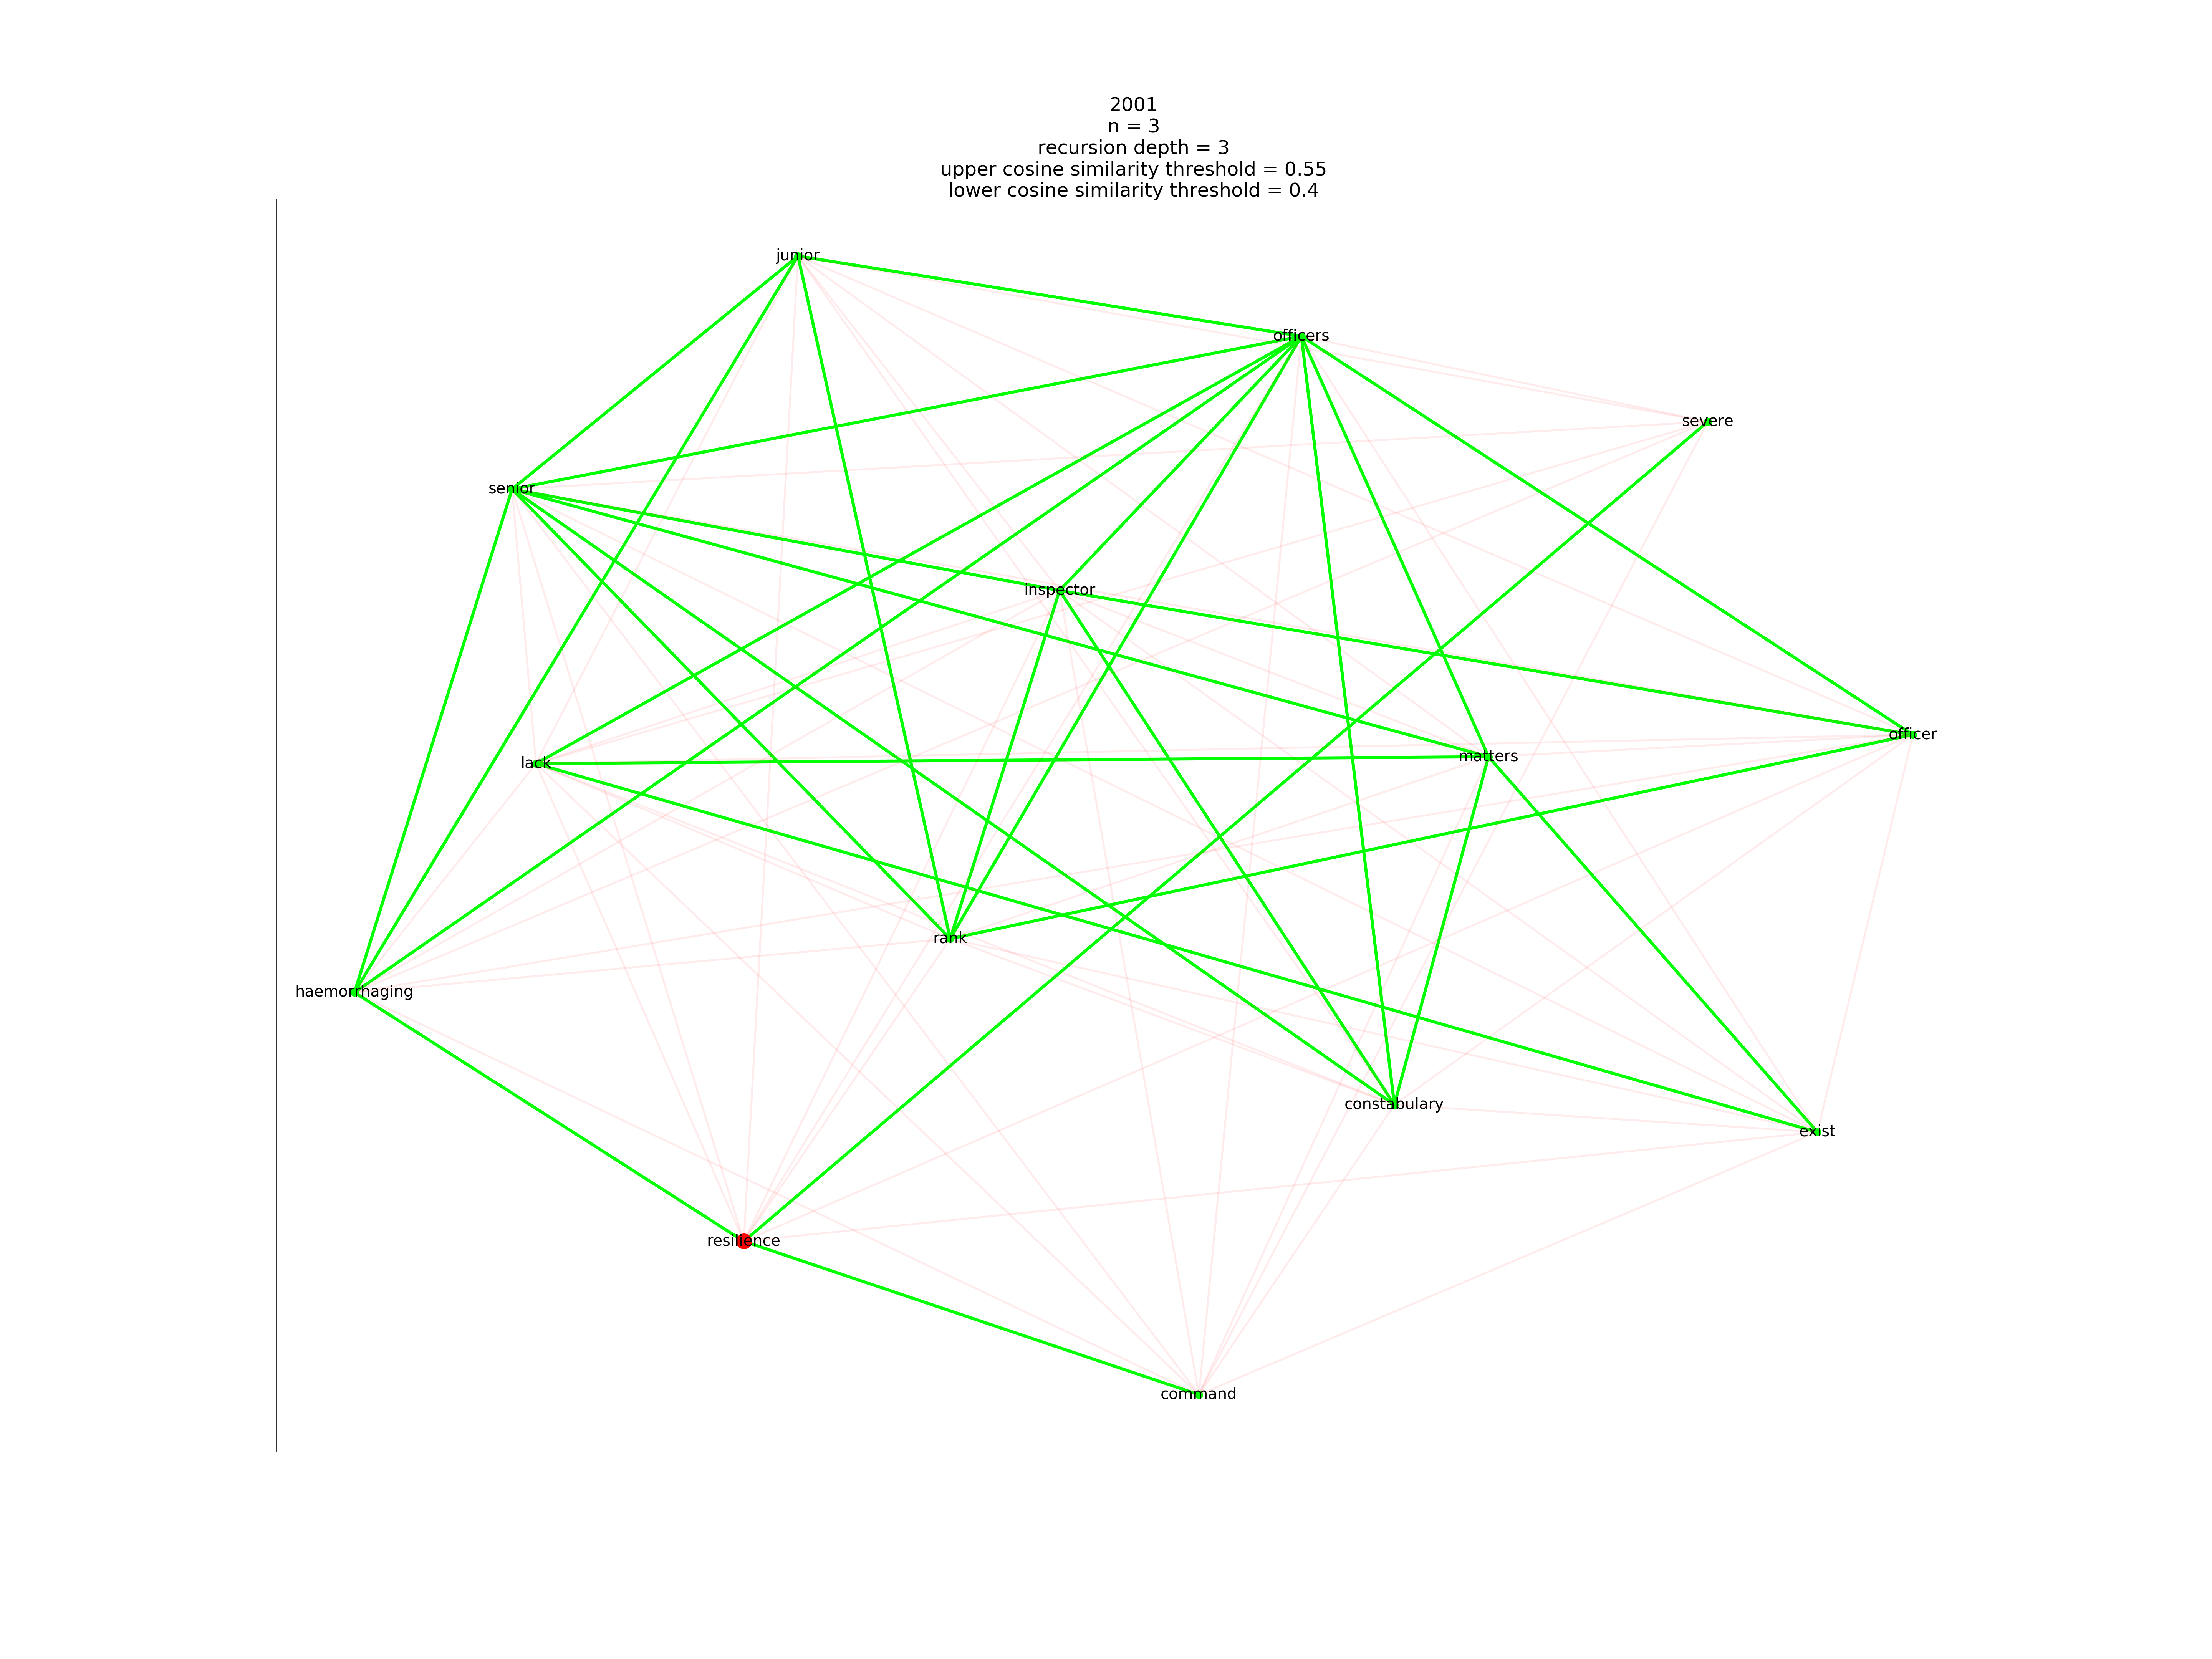 2001
n = 3
recursion depth = 3
upper cosine similarity threshold = 0.55
lower cosine similarity threshold = 0.4
junior
officers
severe
senior
inspector
officer
matters
lack
rank
haemorrhaging
constabulary
exist
resilience
command